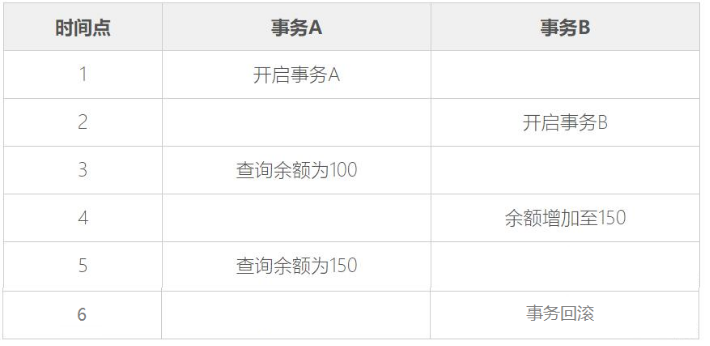 时间点 事务A 事务B
1 开启事务A
2 开启事务B
3 查询余额为100
4 余额增加至150
5 查询余额为150
6 事务回滚